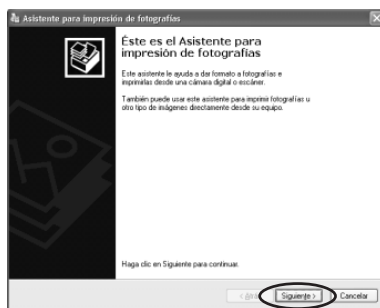 Asistente para impresión de fotografías
Éste es el Asistente para
impresión de fotografías
Este asistente le ayuda a dar formato a fotografías e
imprimirlas desde una cámara digital o escáner.
También puede usar este asistente para imprimir fotografías u
otro tipo de imágenes directamente desde su equipo.
Haga clic en Siguiente para continuar.
Siguiente > Cancelar